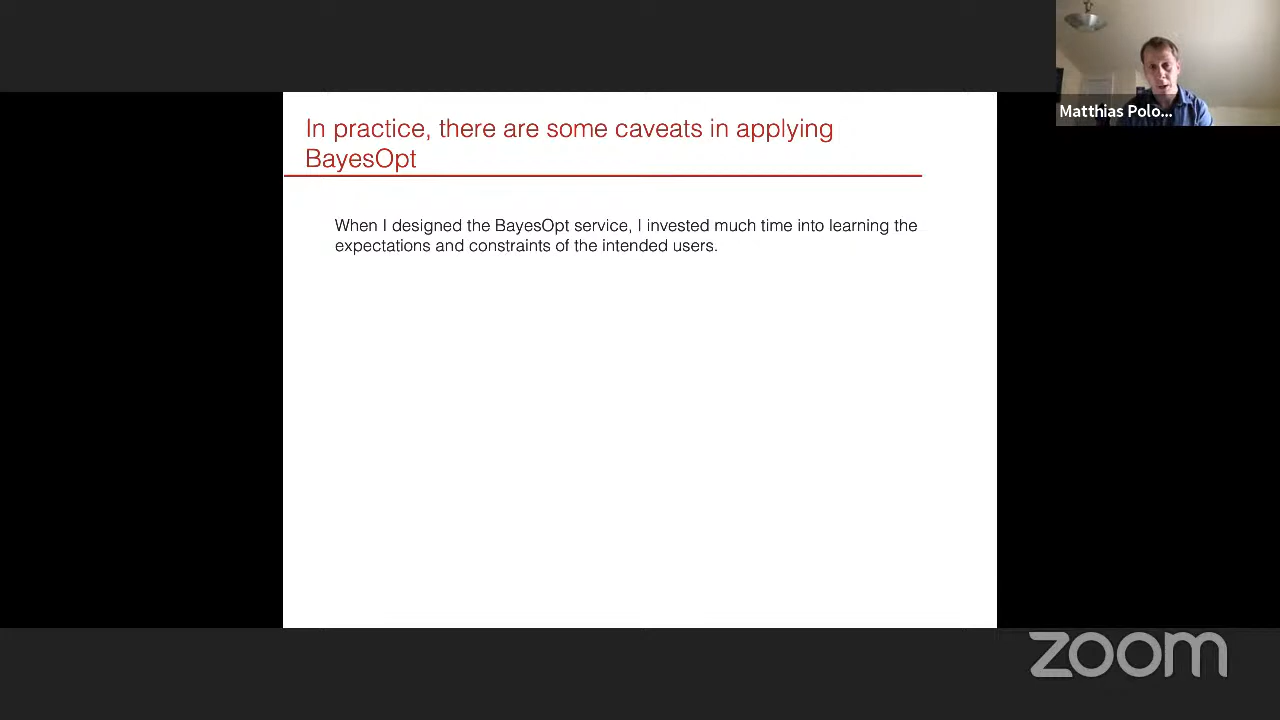 In practice, there are some caveats in applying
BayesOpt
When I designed the BayesOpt service, I invested much time into learning the
expectations and constraints of the intended users.
Matthias Polo...
zoom